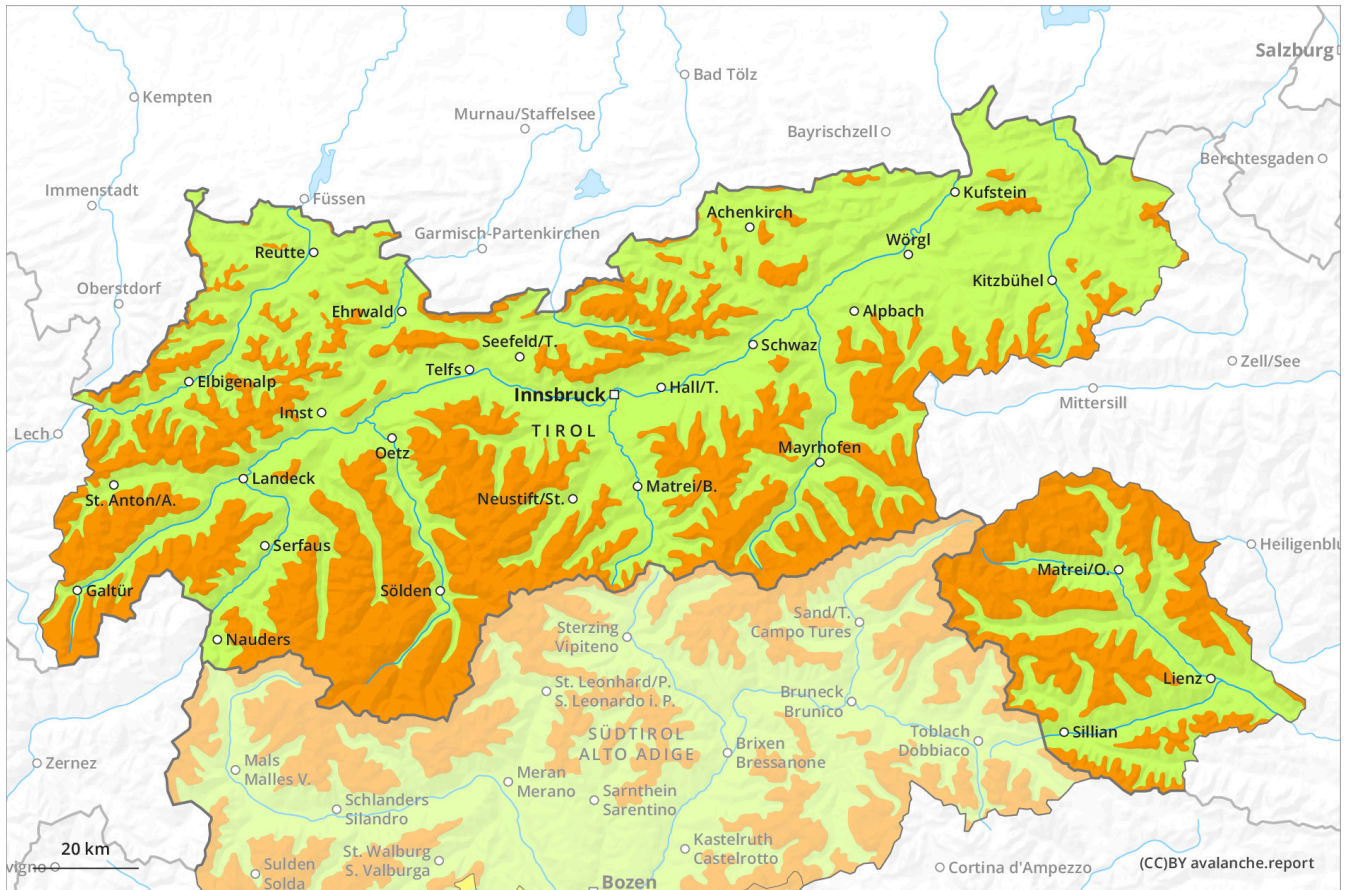 Salzburg
Bad Tölz
Kempten
Murnau/Staffelsee
Bayrischzell
Berchtesgaden
Immenstadt
Füssen
Kufstein
Achenkirch
Garmisch-Partenkirchen
Wörgl
Reutte
Kitzbühel
Oberstdorf
Ehrwald
Alpbach
Seefeld/T.
Schwaz
Zell/See
Telfs
Elbigenalp
Hall/T.
Innsbruck
Mittersill
Imst
Lech
TIROL
Oetz
Mayrhofen
Landeck
St. Anton/A.
Neustift/St.
Matrei/B.
Serfaus
Heiligenblu
Matrei/O.
Galtür
Sölden
Sand/T.
Campo Tures
Sterzing
Vipiteno
Nauders
Lienz
St. Leonhard/P.
S. Leonardo i. P.
Bruneck
Brunico
SÜDTIROL
ALTO ADIGE
Toblach
Dobbiaco
Sillian
Brixen
Bressanone
Zernez
Mals
Malles V.
Meran
Merano
Sarnthein
Sarentino
Schlanders
Silandro
Kastelruth
Castelrotto
20 km
St. Walburg
S. Valburga
vigno
Sulden
Solda
Cortina d'Ampezzo
(CC)BY avalanche.report
Bozen